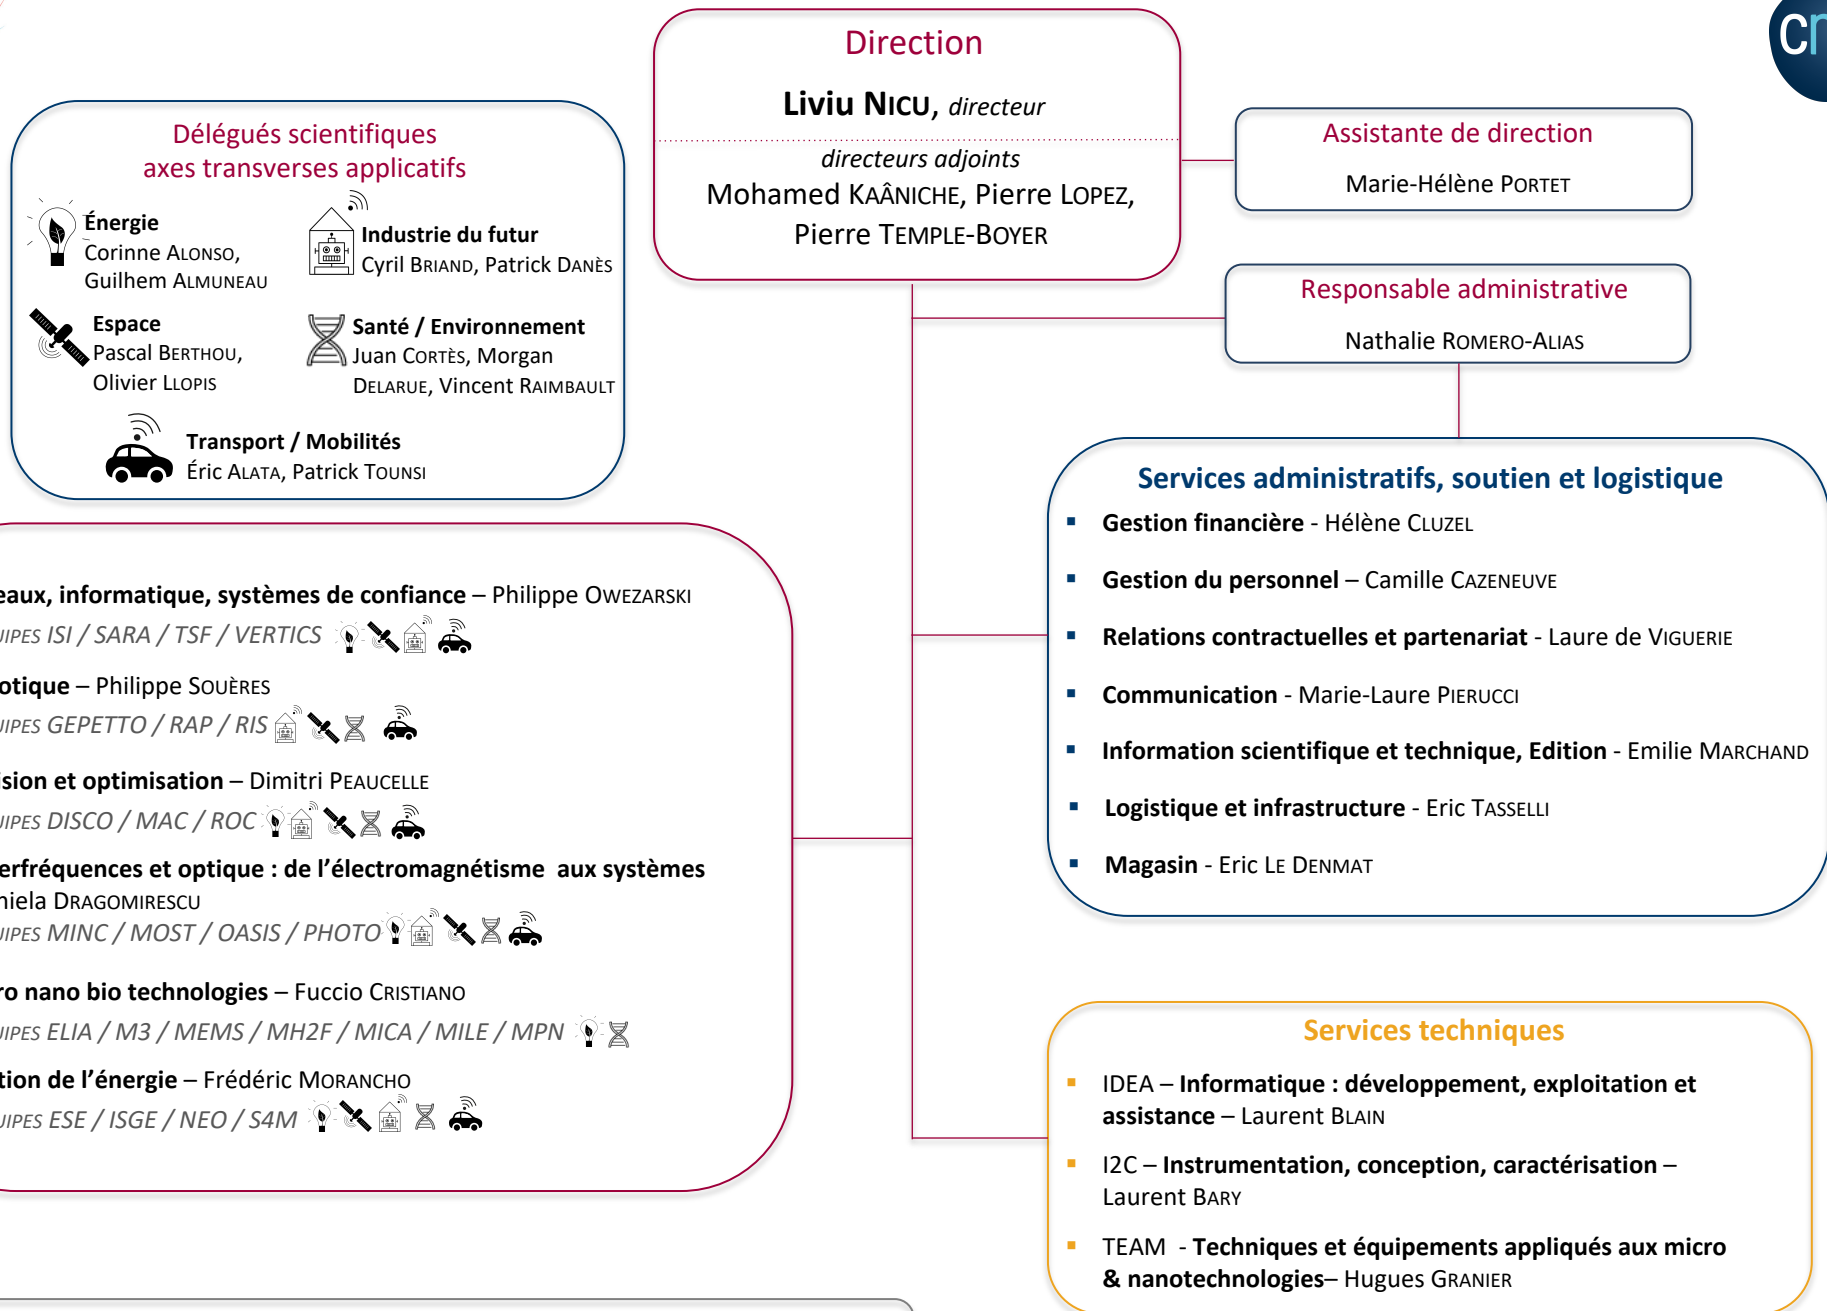 Direction
Liviu NICU, directeur
directeurs adjoints
Mohamed KAÂNICHE, Pierre LOPEZ,
Pierre TEMPLE-BOYER
Assistante de direction
Marie-Hélène PORTET
Responsable administrative
Nathalie ROMERO-ALIAS
Délégués scientifiques
axes transverses applicatifs
Énergie
Corinne ALONSO,
Guilhem ALMUNEAU
Industrie du futur
Cyril BRIAND, Patrick DANÈS
Espace
Pascal BERTHOU,
Olivier LLOPIS
Santé / Environnement
Juan CORTÈS, Morgan
DELARUE, Vincent RAIMBAULT
Transport / Mobilités
Éric ALATA, Patrick TOUNSI
eaux, informatique, systèmes de confiance – Philippe OWEZARSKI
UIPES ISI / SARA / TSF / VERTICS
otique – Philippe SOUÈRES
UIPES GEPETTO / RAP / RIS
ision et optimisation – Dimitri PEAUCELLE
UIPES DISCO / MAC / ROC
erfréquences et optique : de l’électromagnétisme aux systèmes
niela DRAGOMIRESCU
UIPES MINC / MOST / OASIS / PHOTO
ro nano bio technologies – Fuccio CRISTIANO
UIPES ELIA / M3 / MEMS / MH2F / MICA / MILE / MPN
tion de l’énergie – Frédéric MORANCHO
UIPES ESE / ISGE / NEO / S4M
Services administratifs, soutien et logistique
▪ Gestion financière - Hélène CLUZEL
▪ Gestion du personnel – Camille CAZENEUVE
▪ Relations contractuelles et partenariat - Laure de VIGUERIE
▪ Communication - Marie-Laure PIERUCCI
▪ Information scientifique et technique, Edition - Emilie MARCHAND
▪ Logistique et infrastructure - Eric TASSELLI
▪ Magasin - Eric LE DENMAT
Services techniques
▪ IDEA – Informatique : développement, exploitation et
assistance – Laurent BLAIN
▪ I2C – Instrumentation, conception, caractérisation –
Laurent BARY
▪ TEAM - Techniques et équipements appliqués aux micro
& nanotechnologies– Hugues GRANIER